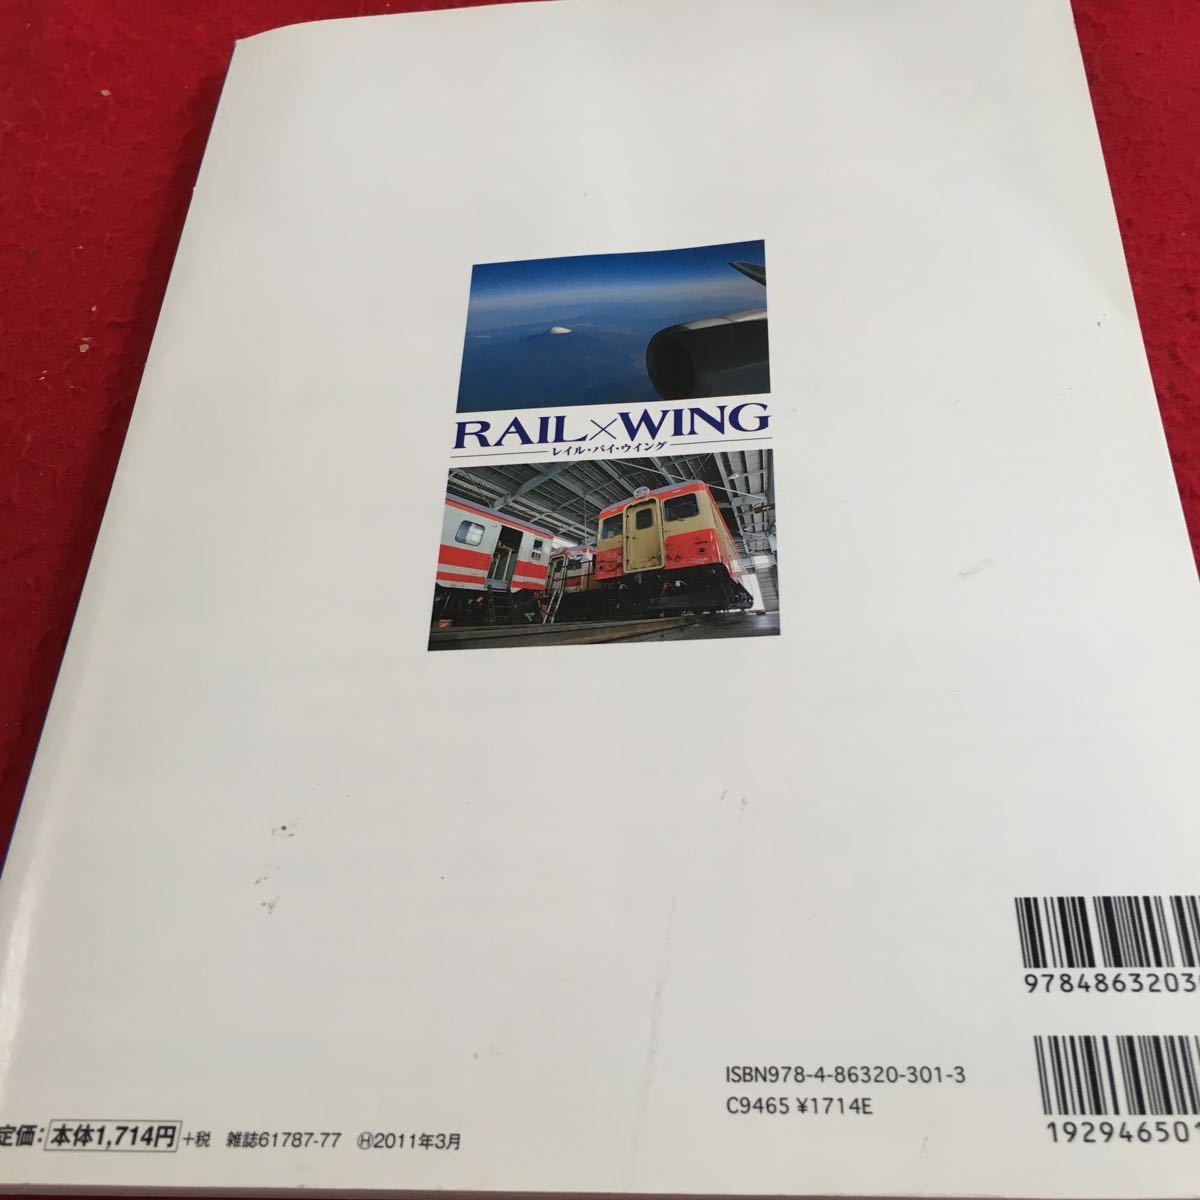 RAIL×WING
レイル・バイ・ウイング
97848632030
ISBN978-4-86320-301-3
C9465 ¥1714E
192946501
定価:本体1,714円+税 雑誌61787-77 Ⓗ2011年3月